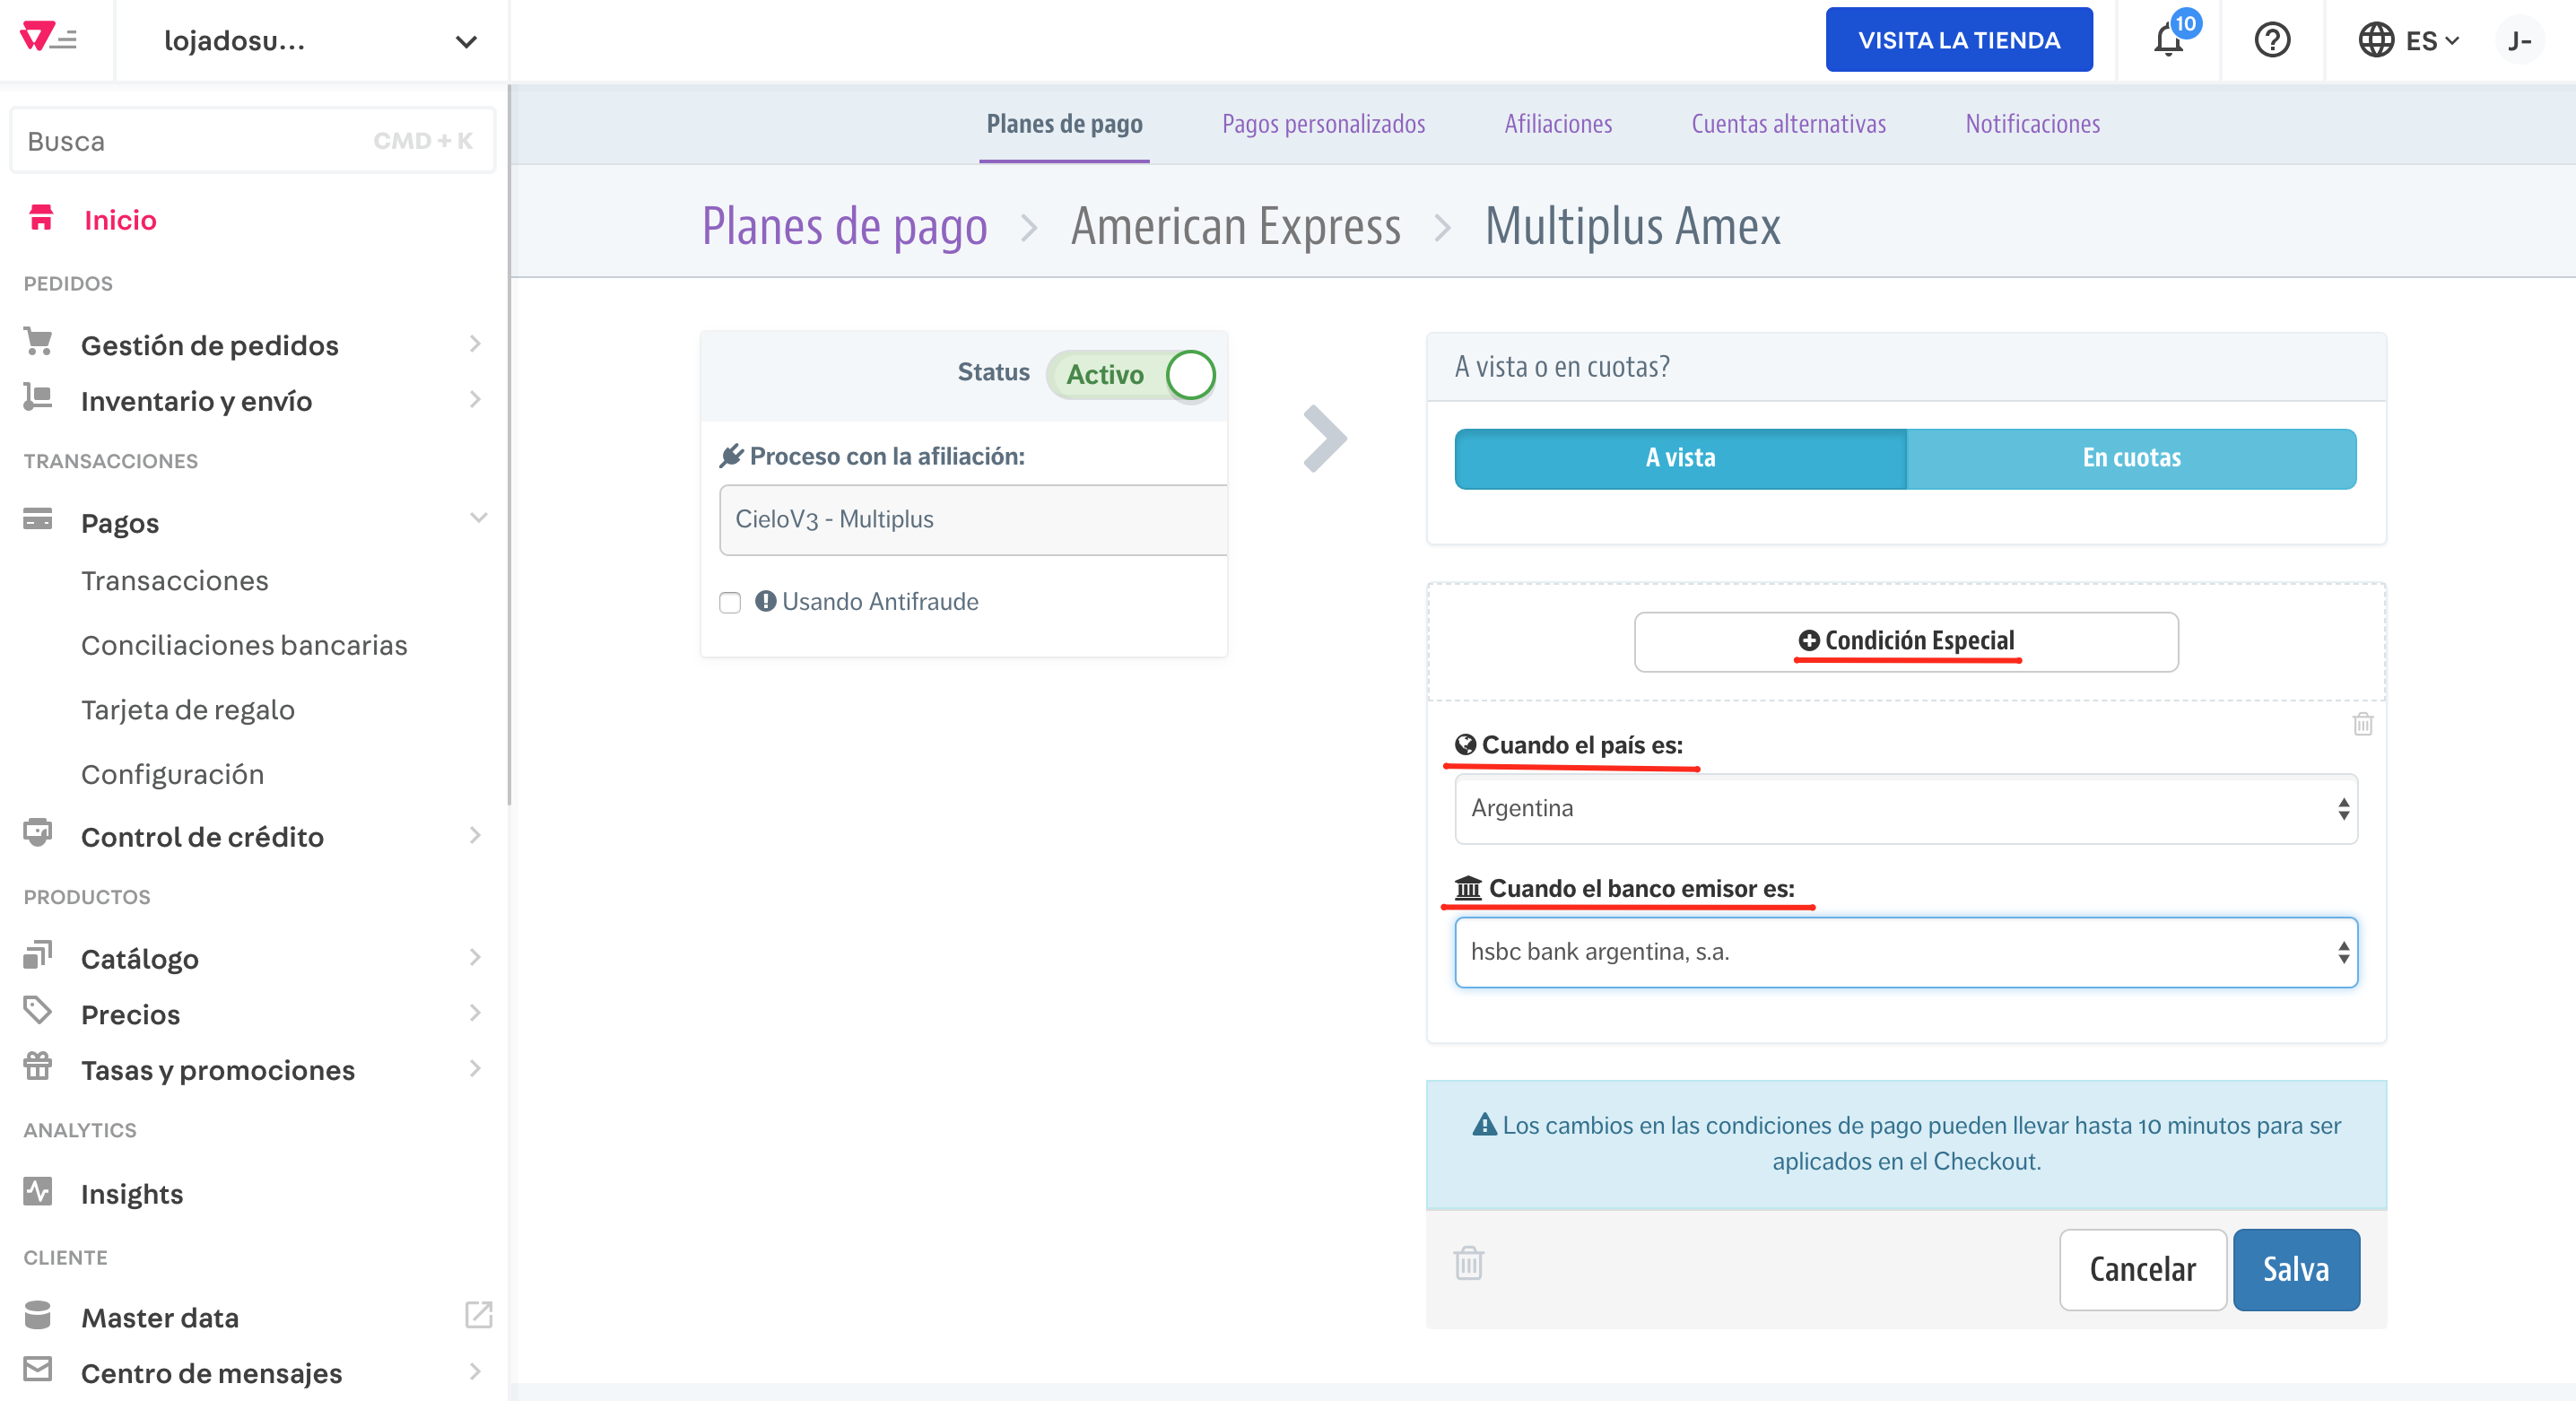 lojadosu...
VISITA LA TIENDA
10
ES
J-
Busca
CMD + K
Inicio
PEDIDOS
Gestión de pedidos
Inventario y envío
TRANSACCIONES
Pagos
Transacciones
Conciliaciones bancarias
Tarjeta de regalo
Configuración
Control de crédito
PRODUCTOS
Catálogo
Precios
Tasas y promociones
ANALYTICS
Insights
CLIENTE
Master data
Centro de mensajes
Planes de pago
Pagos personalizados
Afiliaciones
Cuentas alternativas
Notificaciones
Planes de pago > American Express > Multiplus Amex
Status
Activo
Proceso con la afiliación:
CieloV3 - Multiplus
Usando Antifraude
A vista o en cuotas?
A vista
En cuotas
Condición Especial
Cuando el país es:
Argentina
Cuando el banco emisor es:
hsbc bank argentina, s.a.
Los cambios en las condiciones de pago pueden llevar hasta 10 minutos para ser
aplicados en el Checkout.
Cancelar
Salva